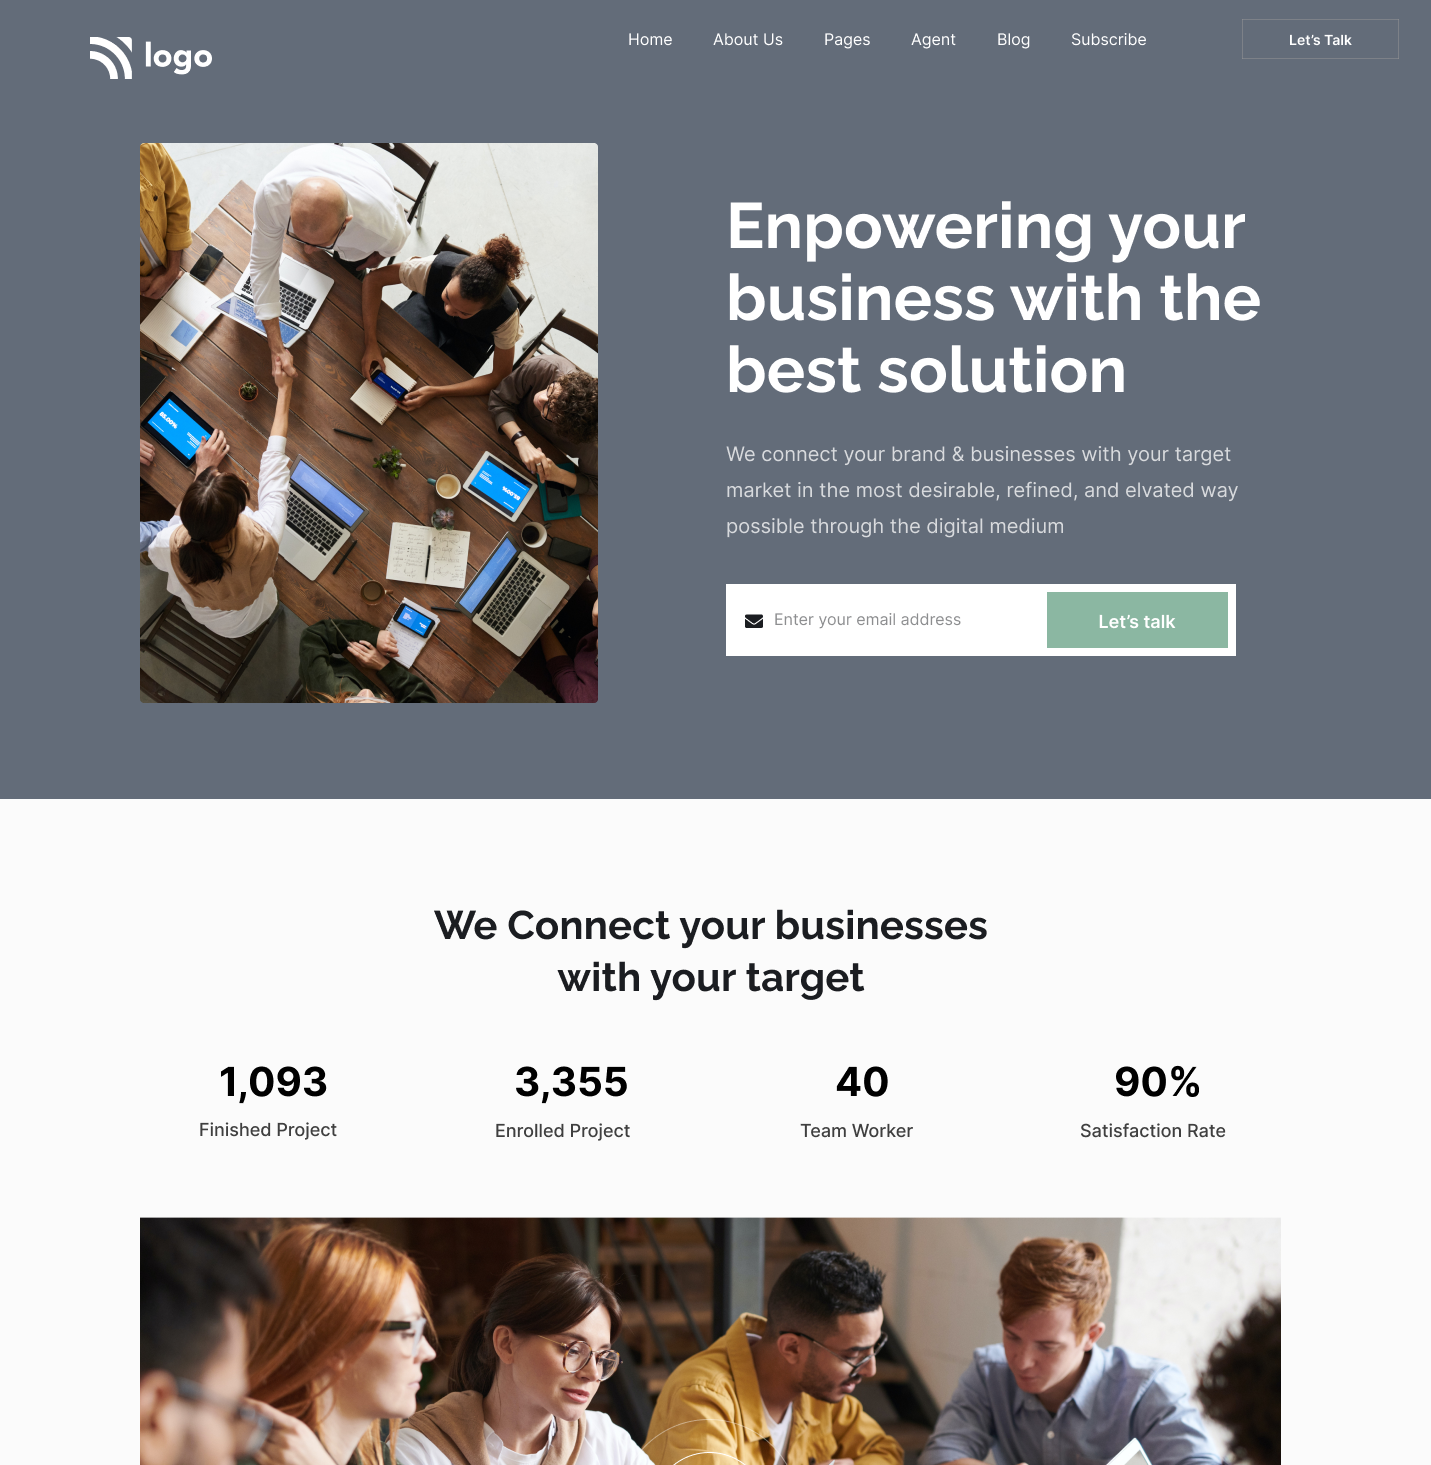 logo
Home About Us Pages Agent Blog Subscribe Let's Talk
Enpowering your
business with the
best solution
We connect your brand & businesses with your target
market in the most desirable, refined, and elvated way
possible through the digital medium
Enter your email address Let's talk
We Connect your businesses
with your target
1,093 3,355 40 90%
Finished Project Enrolled Project Team Worker Satisfaction Rate